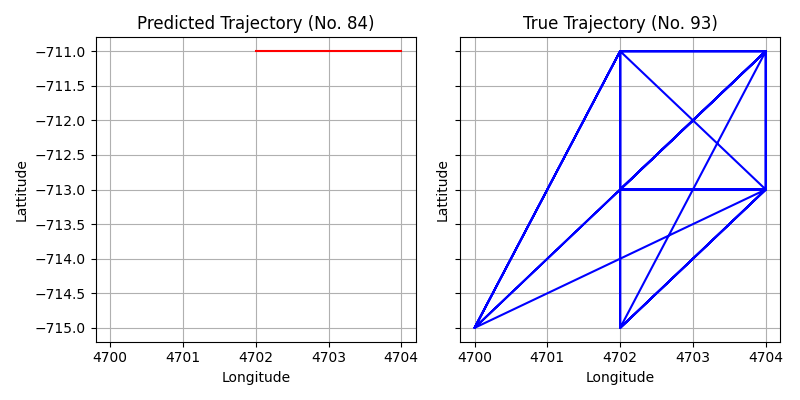 Predicted Trajectory (No. 84)
True Trajectory (No. 93)
Lattitude
−711.0
−711.5
−712.0
−712.5
−713.0
−713.5
−714.0
−714.5
−715.0
4700 4701 4702 4703 4704
Longitude
Lattitude
4700 4701 4702 4703 4704
Longitude